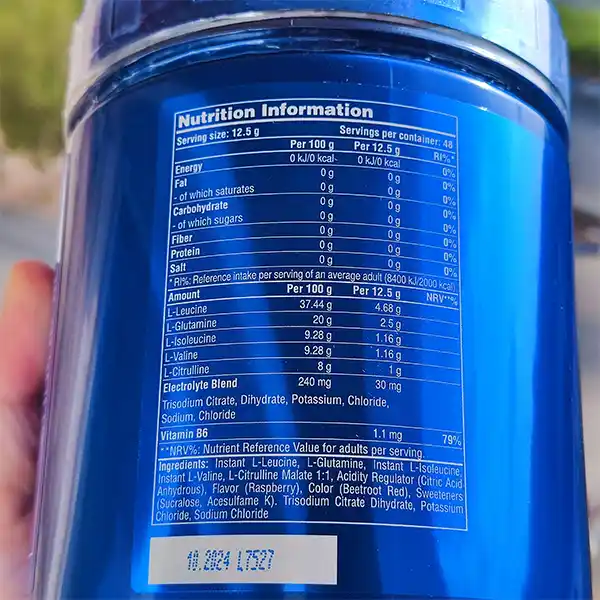 Nutrition Information
Serving size: 12.5 g Servings per container: 48
Per 100 g Per 12.5 g RI%*
Energy 0 kJ/0 kcal 0 kJ/0 kcal 0%
Fat 0 g 0 g 0%
- of which saturates 0 g 0 g 0%
Carbohydrate 0 g 0 g 0%
- of which sugars 0 g 0 g 0%
Fiber 0 g 0 g 0%
Protein 0 g 0 g 0%
Salt 0 g 0 g 0%
* RI%: Reference intake per serving of an average adult (8400 kJ/2000 kcal).
Amount Per 100 g Per 12.5 g NRV**%
L-Leucine 37.44 g 4.68 g
L-Glutamine 20 g 2.5 g
L-Isoleucine 9.28 g 1.16 g
L-Valine 9.28 g 1.16 g
L-Citrulline 8 g 1 g
Electrolyte Blend 240 mg 30 mg
Trisodium Citrate, Dihydrate, Potassium, Chloride,
Sodium, Chloride
Vitamin B6 1.1 mg 79%
**NRV%: Nutrient Reference Value for adults per serving.
Ingredients: Instant L-Leucine, L-Glutamine, Instant L-Isoleucine,
Instant L-Valine, L-Citrulline Malate 1:1, Acidity Regulator (Citric Acid
Anhydrous), Flavor (Raspberry), Color (Beetroot Red), Sweeteners
(Sucralose, Acesulfame K). Trisodium Citrate Dihydrate, Potassium
Chloride, Sodium Chloride
10.2024 L7527